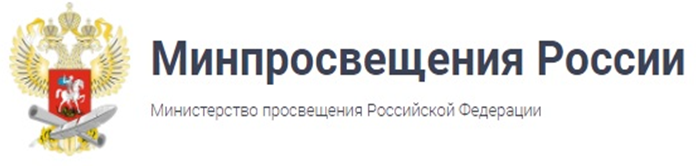 Минпросвещения России
Министерство просвещения Российской Федерации